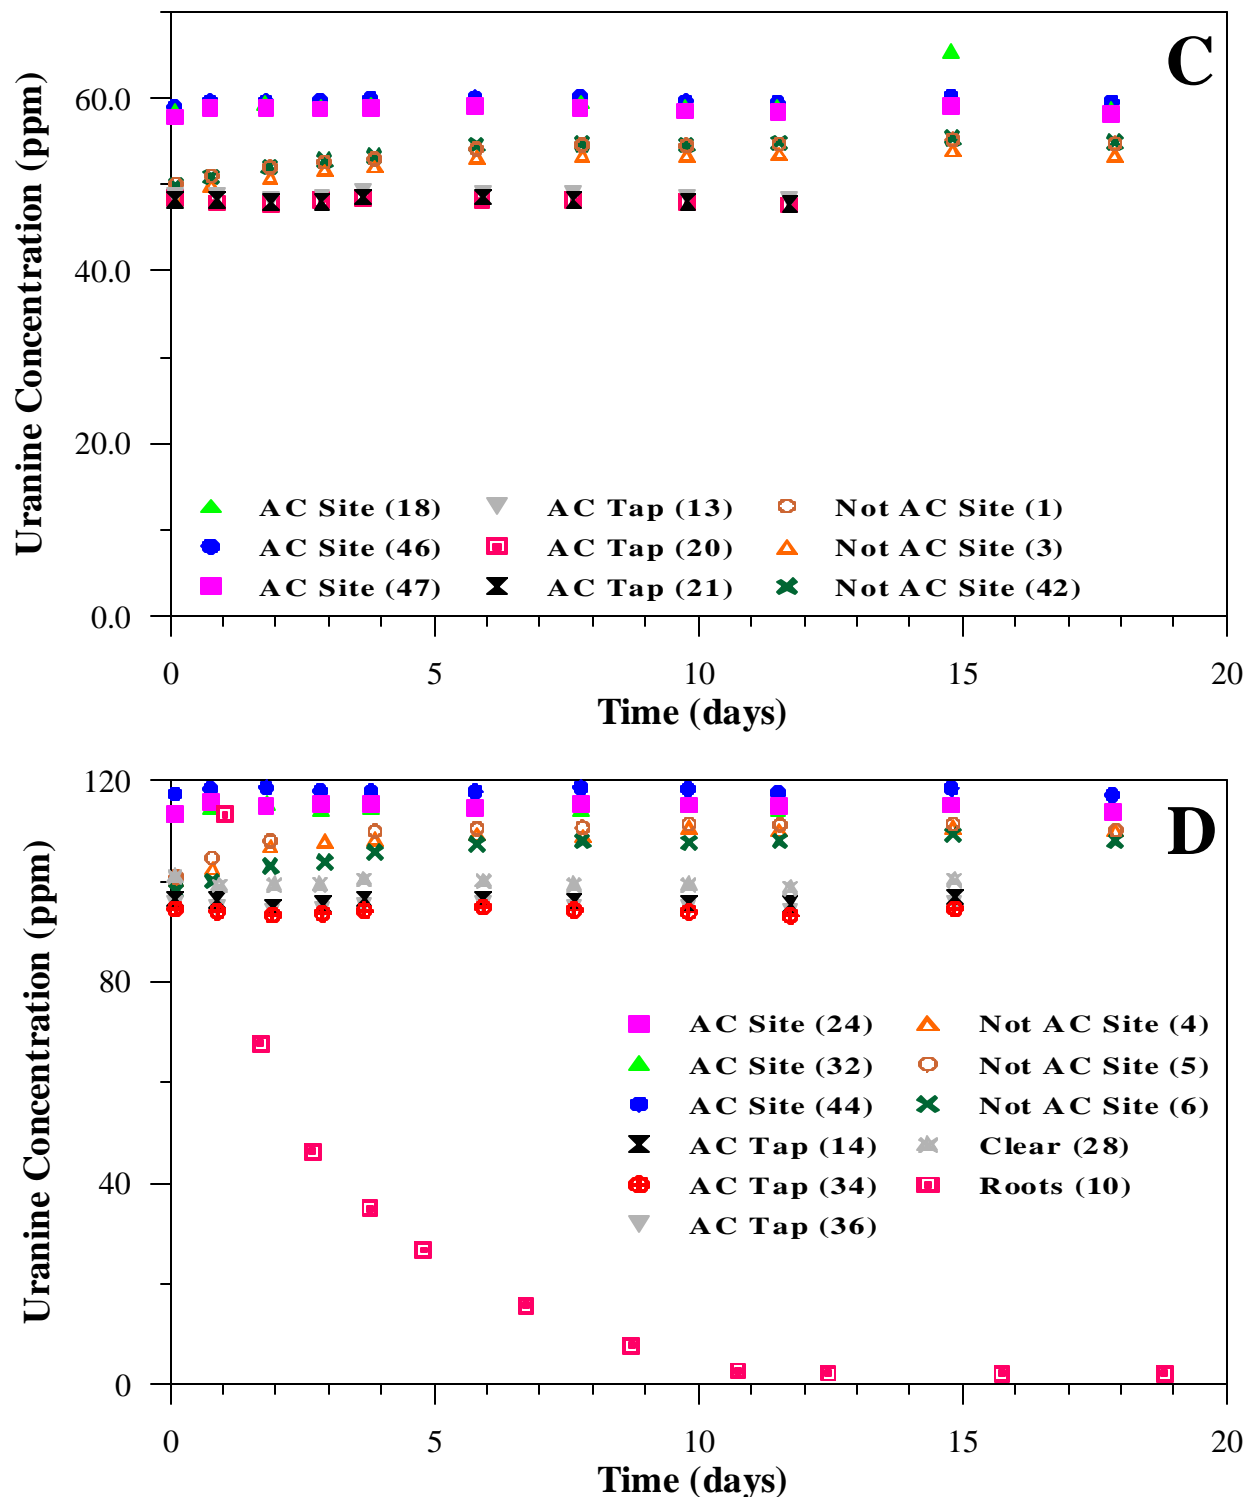 C
Uranine Concentration (ppm)
60.0
40.0
20.0
0.0
AC Site (18) AC Tap (13) Not AC Site (1)
AC Site (46) AC Tap (20) Not AC Site (3)
AC Site (47) AC Tap (21) Not AC Site (42)
0 5 10 15 20
Time (days)
D
Uranine Concentration (ppm)
120
80
40
0
AC Site (24) Not AC Site (4)
AC Site (32) Not AC Site (5)
AC Site (44) Not AC Site (6)
AC Tap (14) Clear (28)
AC Tap (34) Roots (10)
AC Tap (36)
0 5 10 15 20
Time (days)